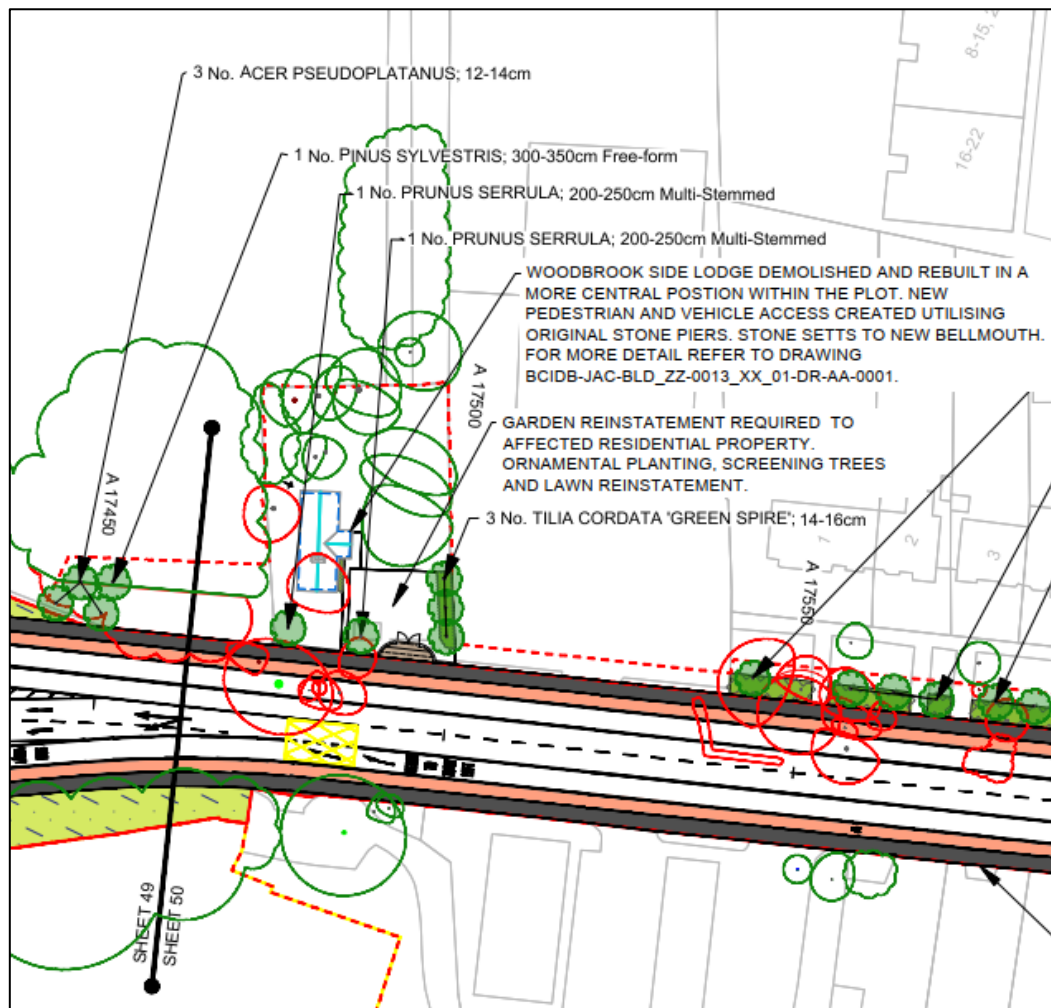 8-15, 2
16-22
3 No. ACER PSEUDOPLATANUS; 12-14cm
1 No. PINUS SYLVESTRIS; 300-350cm Free-form
1 No. PRUNUS SERRULA; 200-250cm Multi-Stemmed
1 No. PRUNUS SERRULA; 200-250cm Multi-Stemmed
WOODBROOK SIDE LODGE DEMOLISHED AND REBUILT IN A
MORE CENTRAL POSTION WITHIN THE PLOT. NEW
PEDESTRIAN AND VEHICLE ACCESS CREATED UTILISING
ORIGINAL STONE PIERS. STONE SETTS TO NEW BELLMOUTH.
FOR MORE DETAIL REFER TO DRAWING
BCIDB-JAC-BLD_ZZ-0013_XX_01-DR-AA-0001.
A 17500
GARDEN REINSTATEMENT REQUIRED TO
AFFECTED RESIDENTIAL PROPERTY.
ORNAMENTAL PLANTING, SCREENING TREES
AND LAWN REINSTATEMENT.
A 17450
3 No. TILIA CORDATA 'GREEN SPIRE'; 14-16cm
1
2
3
A 17550
SHEET 49
SHEET 50